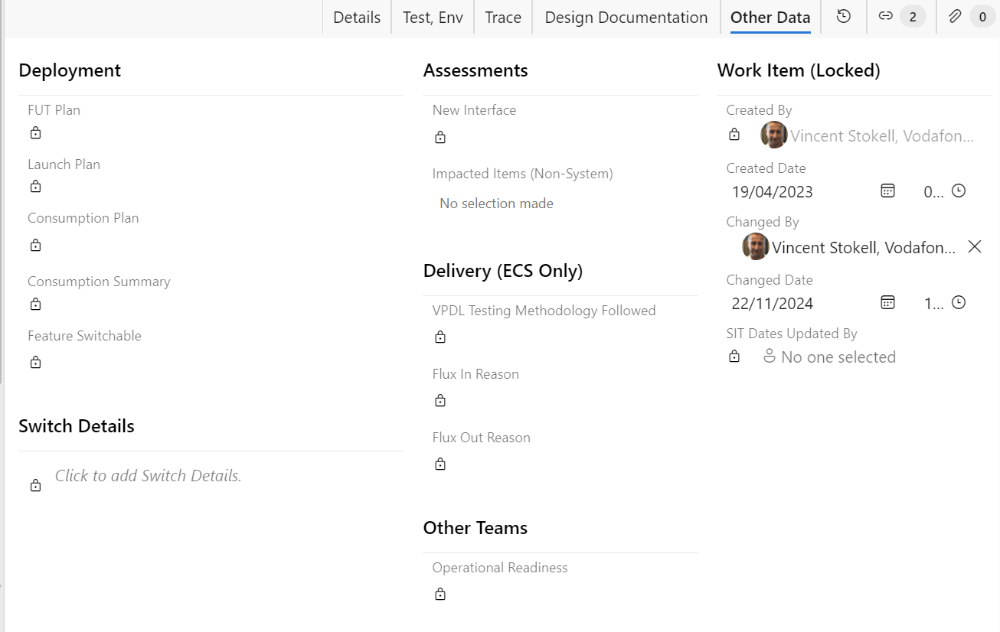 Details
Test, Env
Trace
Design Documentation
Other Data
2
0
Deployment
FUT Plan
Launch Plan
Consumption Plan
Consumption Summary
Feature Switchable
Switch Details
Click to add Switch Details.
Assessments
New Interface
Impacted Items (Non-System)
No selection made
Delivery (ECS Only)
VPDL Testing Methodology Followed
Flux In Reason
Flux Out Reason
Other Teams
Operational Readiness
Work Item (Locked)
Created By
Vincent Stokell, Vodafon...
Created Date
19/04/2023 0...
Changed By
Vincent Stokell, Vodafon...
Changed Date
22/11/2024 1...
SIT Dates Updated By
No one selected